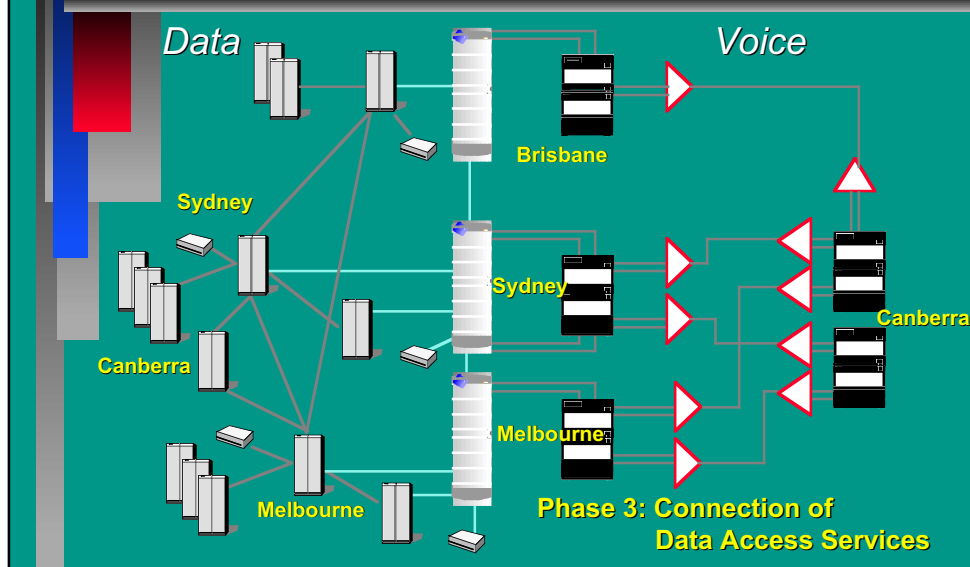 Data
Voice
Brisbane
Sydney
Sydney
Canberra
Canberra
Melbourne
Melbourne
Phase 3: Connection of
Data Access Services